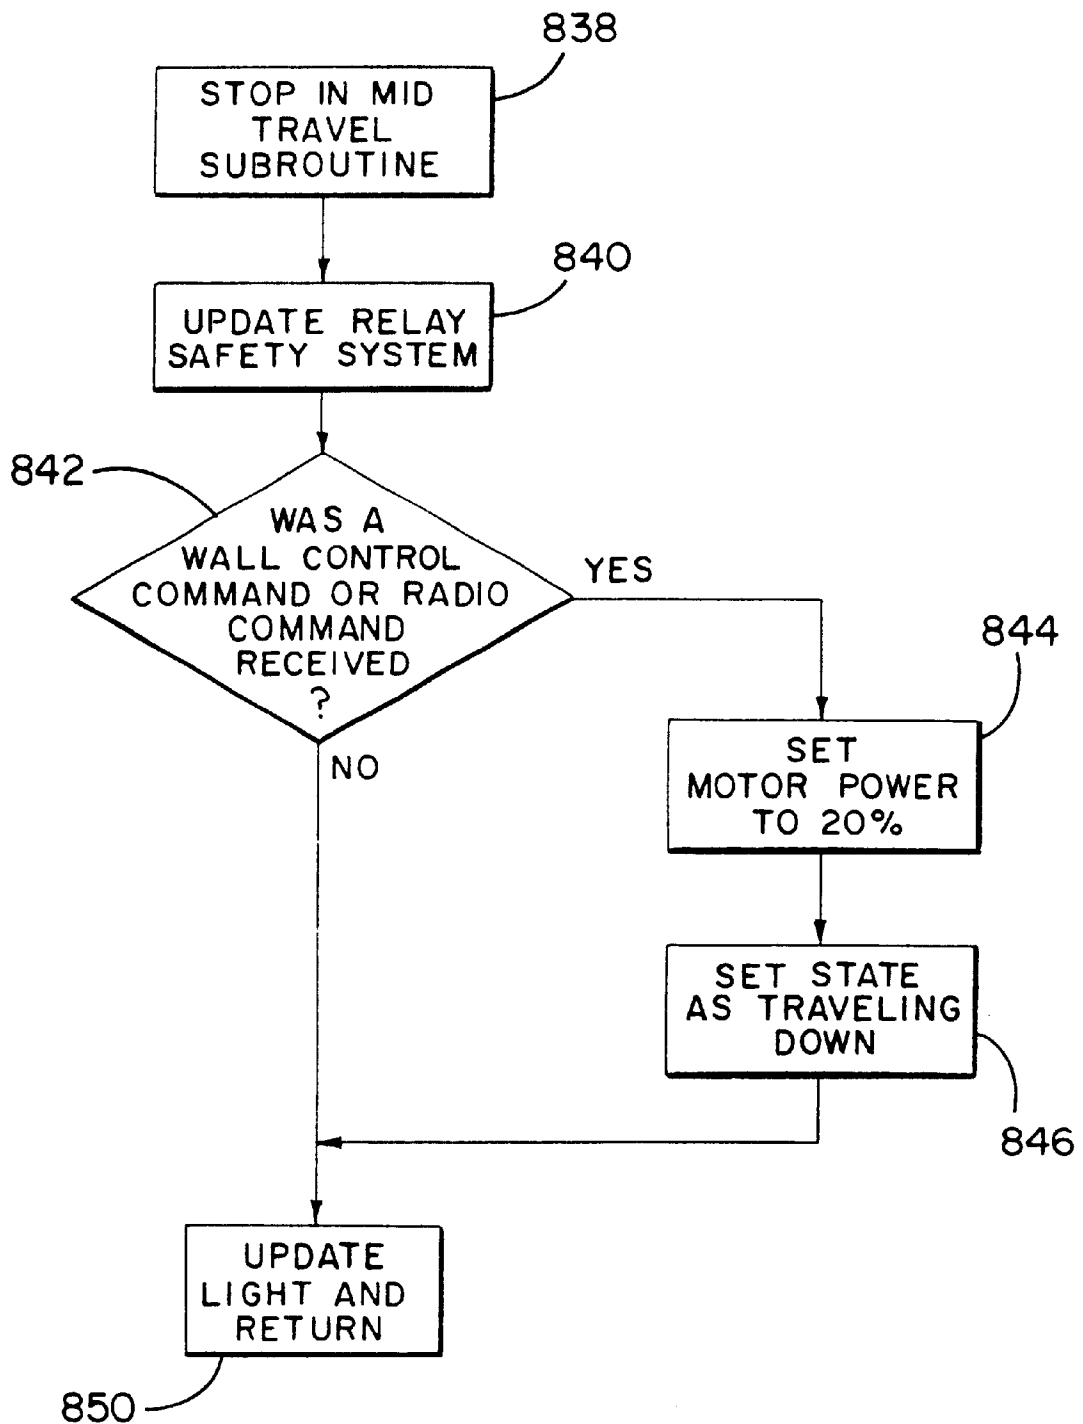 838
STOP IN MID
TRAVEL
SUBROUTINE
840
UPDATE RELAY
SAFETY SYSTEM
842
WAS A
WALL CONTROL
COMMAND OR RADIO
COMMAND
RECEIVED
?
YES
NO
844
SET
MOTOR POWER
TO 20%
SET STATE
AS TRAVELING
DOWN
846
UPDATE
LIGHT AND
RETURN
850